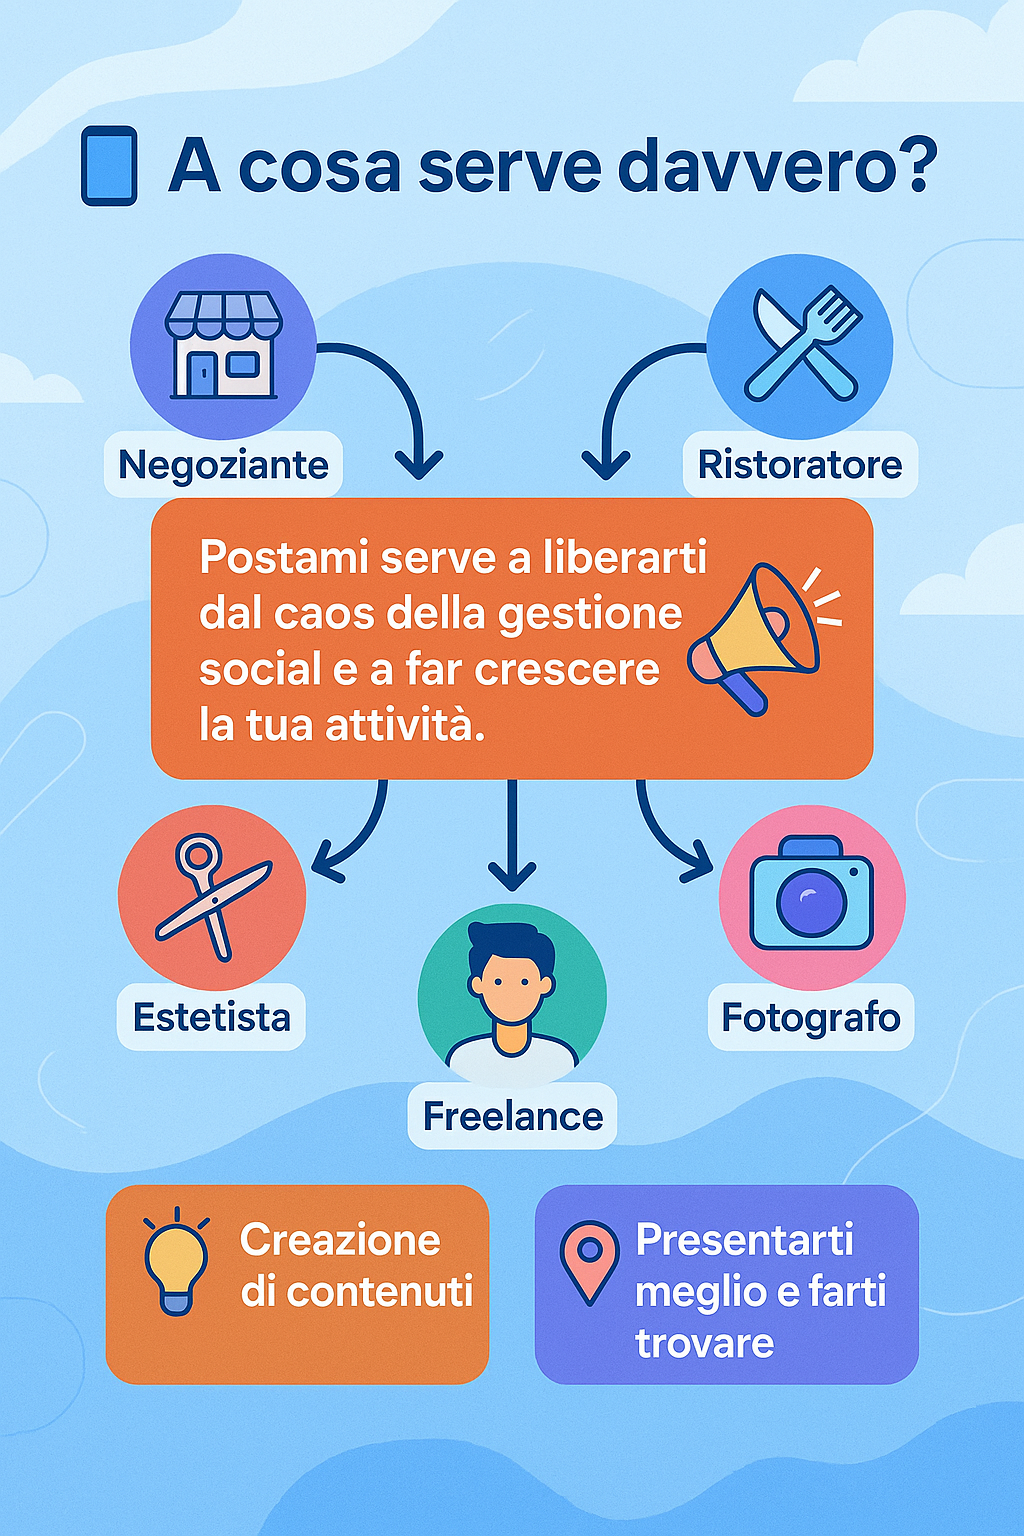 A cosa serve davvero?
Negoziante
Ristoratore
Postami serve a liberarti
dal caos della gestione
social e a far crescere
la tua attività.
Estetista
Fotografo
Freelance
Creazione
di contenuti
Presentarti
meglio e farti
trovare